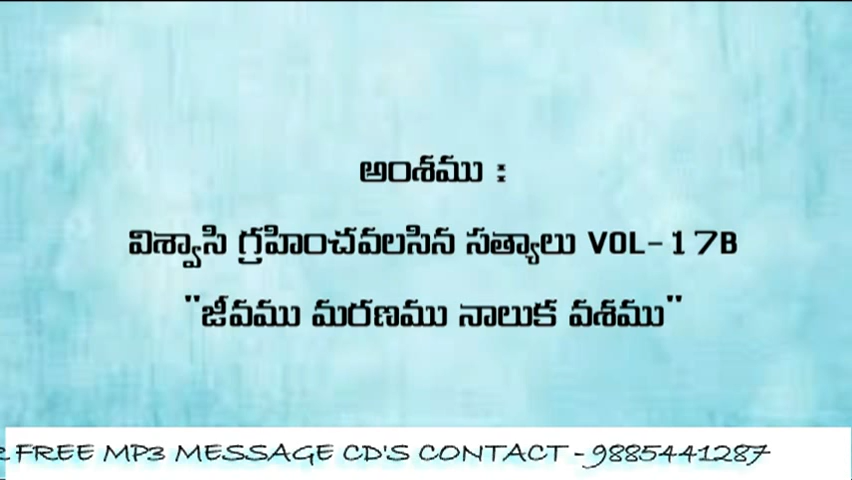 అంశము :
విశ్వాసి గ్రహించవలసిన సత్యాలు VOL-17B
"జీవము మరణము నాలుక వశము"
FREE MP3 MESSAGE CD'S CONTACT - 9885441287